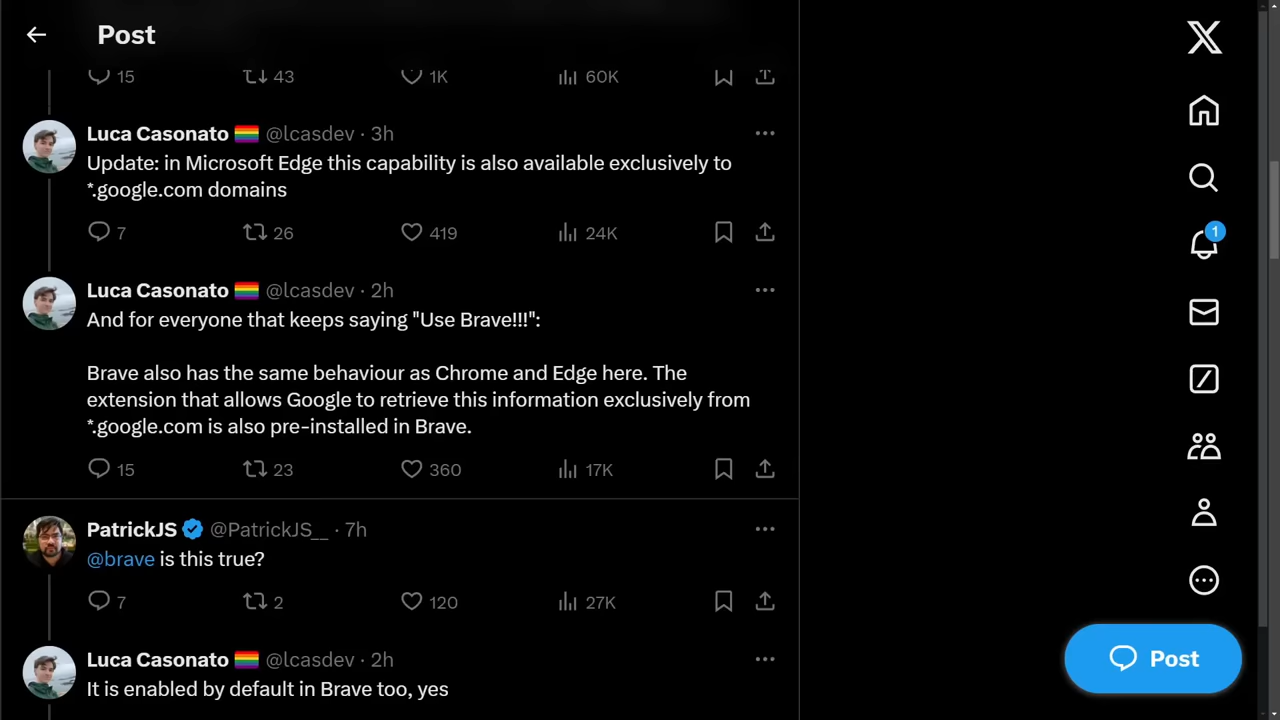 Post
15 43 1K 60K
Luca Casonato 🏳️‍🌈 @lcasdev · 3h
Update: in Microsoft Edge this capability is also available exclusively to
*.google.com domains
7 26 419 24K
Luca Casonato 🏳️‍🌈 @lcasdev · 2h
And for everyone that keeps saying "Use Brave!!!":
Brave also has the same behaviour as Chrome and Edge here. The
extension that allows Google to retrieve this information exclusively from
*.google.com is also pre-installed in Brave.
15 23 360 17K
PatrickJS @PatrickJS__ · 7h
@brave is this true?
7 2 120 27K
Luca Casonato 🏳️‍🌈 @lcasdev · 2h
It is enabled by default in Brave too, yes
1
Post